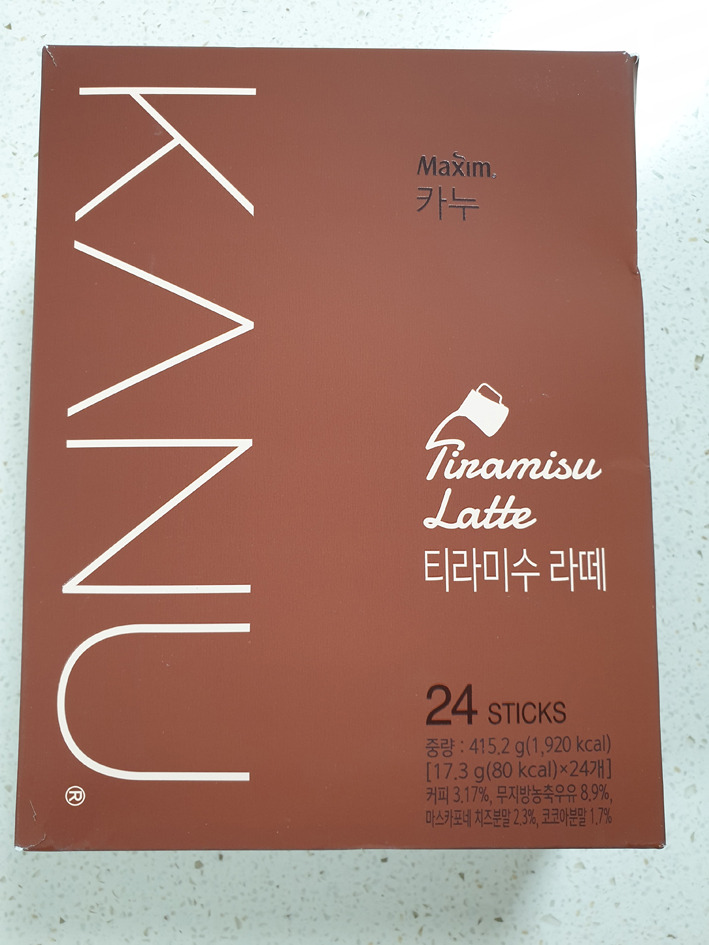 KANU®
Maxim.
카누
Tiramisu
Latte
티라미수 라떼
24 STICKS
중량 : 415.2 g(1,920 kcal)
[17.3 g(80 kcal)×24개]
커피 3.17%, 무지방농축우유 8.9%,
마스카포네 치즈분말 2.3%, 코코아분말 1.7%